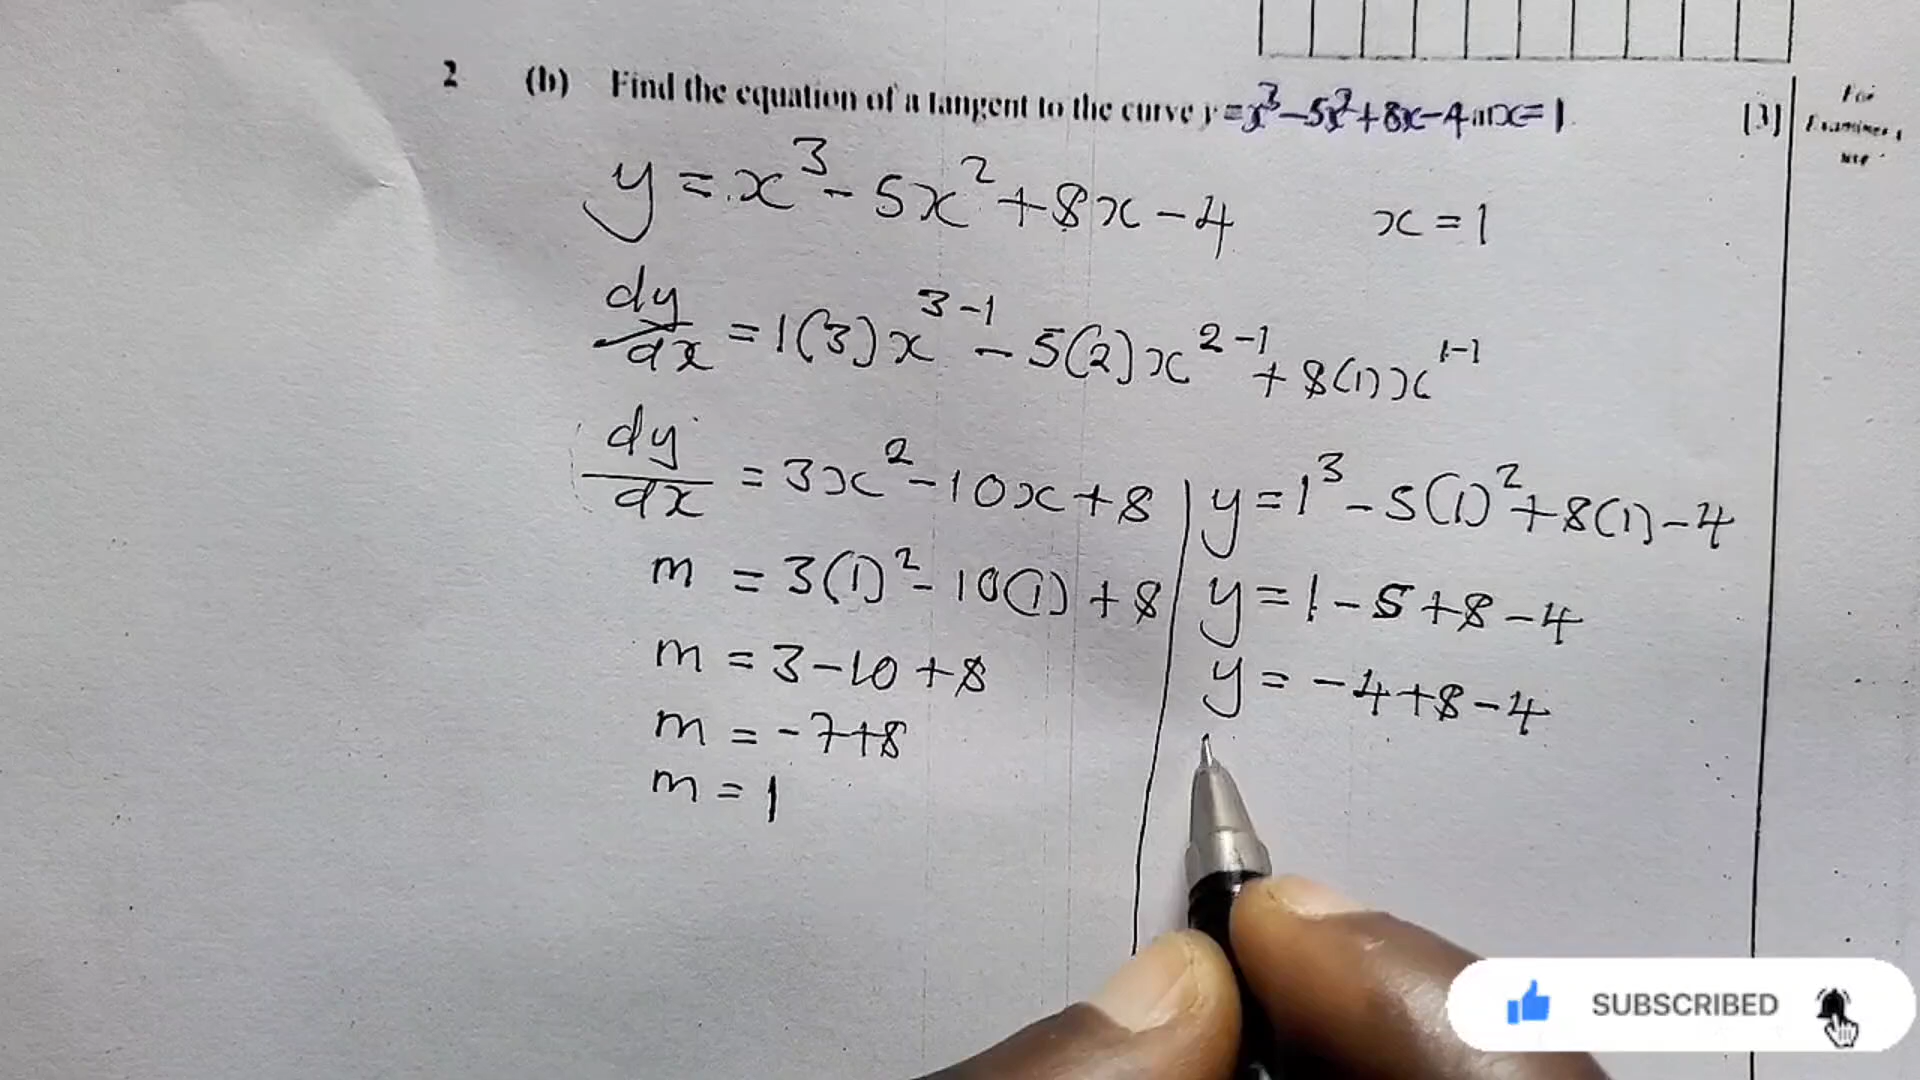 2 (b) Find the equation of a tangent to the curve y = x³ - 5x² + 8x - 4 at x = 1 [3]
For
Examiner's
use
y = x³ - 5x² + 8x - 4 x = 1
dy/dx = 1(3)x³⁻¹ - 5(2)x²⁻¹ + 8(1)x¹⁻¹
dy/dx = 3x² - 10x + 8
m = 3(1)² - 10(1) + 8
m = 3 - 10 + 8
m = -7 + 8
m = 1
y = 1³ - 5(1)² + 8(1) - 4
y = 1 - 5 + 8 - 4
y = -4 + 8 - 4
SUBSCRIBED